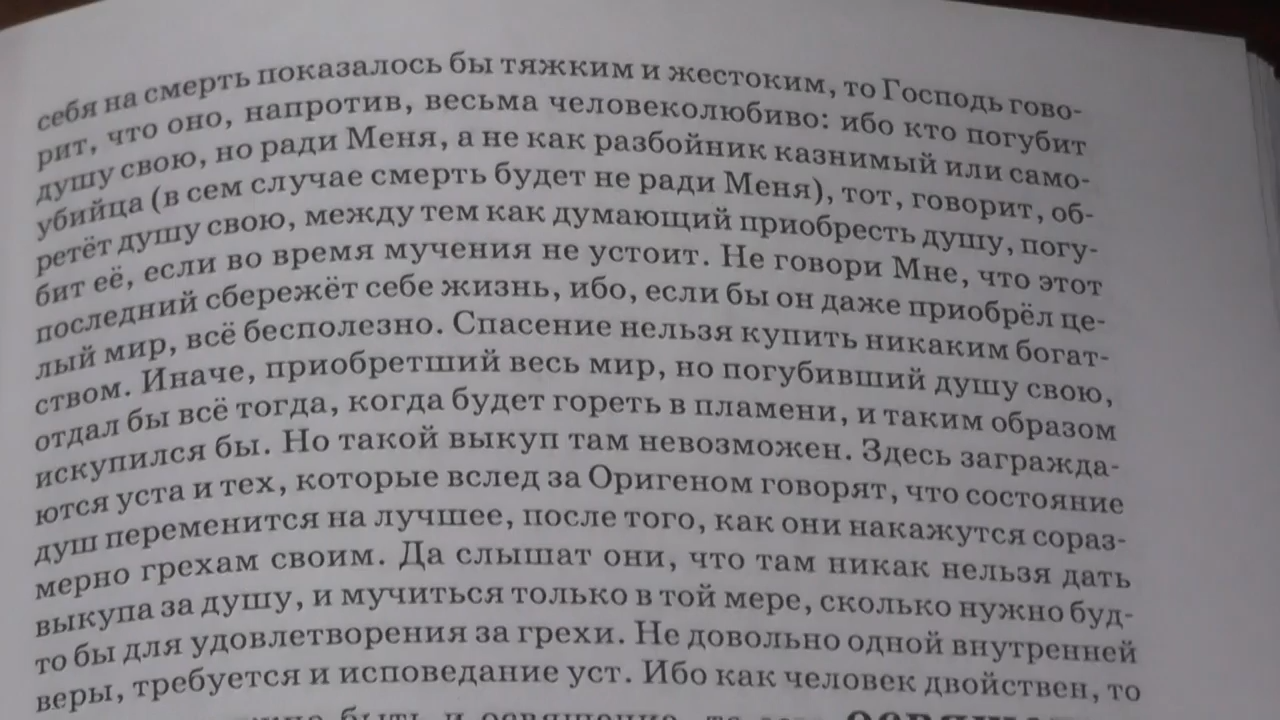 себя на смерть показалось бы тяжким и жестоким, то Господь гово-
рит, что оно, напротив, весьма человеколюбиво: ибо кто погубит
душу свою, но ради Меня, а не как разбойник казнимый или само-
убийца (в сем случае смерть будет не ради Меня), тот, говорит, об-
ретёт душу свою, между тем как думающий приобресть душу, погу-
бит её, если во время мучения не устоит. Не говори Мне, что этот
последний сбережёт себе жизнь, ибо, если бы он даже приобрёл це-
лый мир, всё бесполезно. Спасение нельзя купить никаким богат-
ством. Иначе, приобретший весь мир, но погубивший душу свою,
отдал бы всё тогда, когда будет гореть в пламени, и таким образом
искупился бы. Но такой выкуп там невозможен. Здесь загражда-
ются уста и тех, которые вслед за Оригеном говорят, что состояние
душ переменится на лучшее, после того, как они накажутся сораз-
мерно грехам своим. Да слышат они, что там никак нельзя дать
выкупа за душу, и мучиться только в той мере, сколько нужно буд-
то бы для удовлетворения за грехи. Не довольно одной внутренней
веры, требуется и исповедание уст. Ибо как человек двойствен, то
быть и